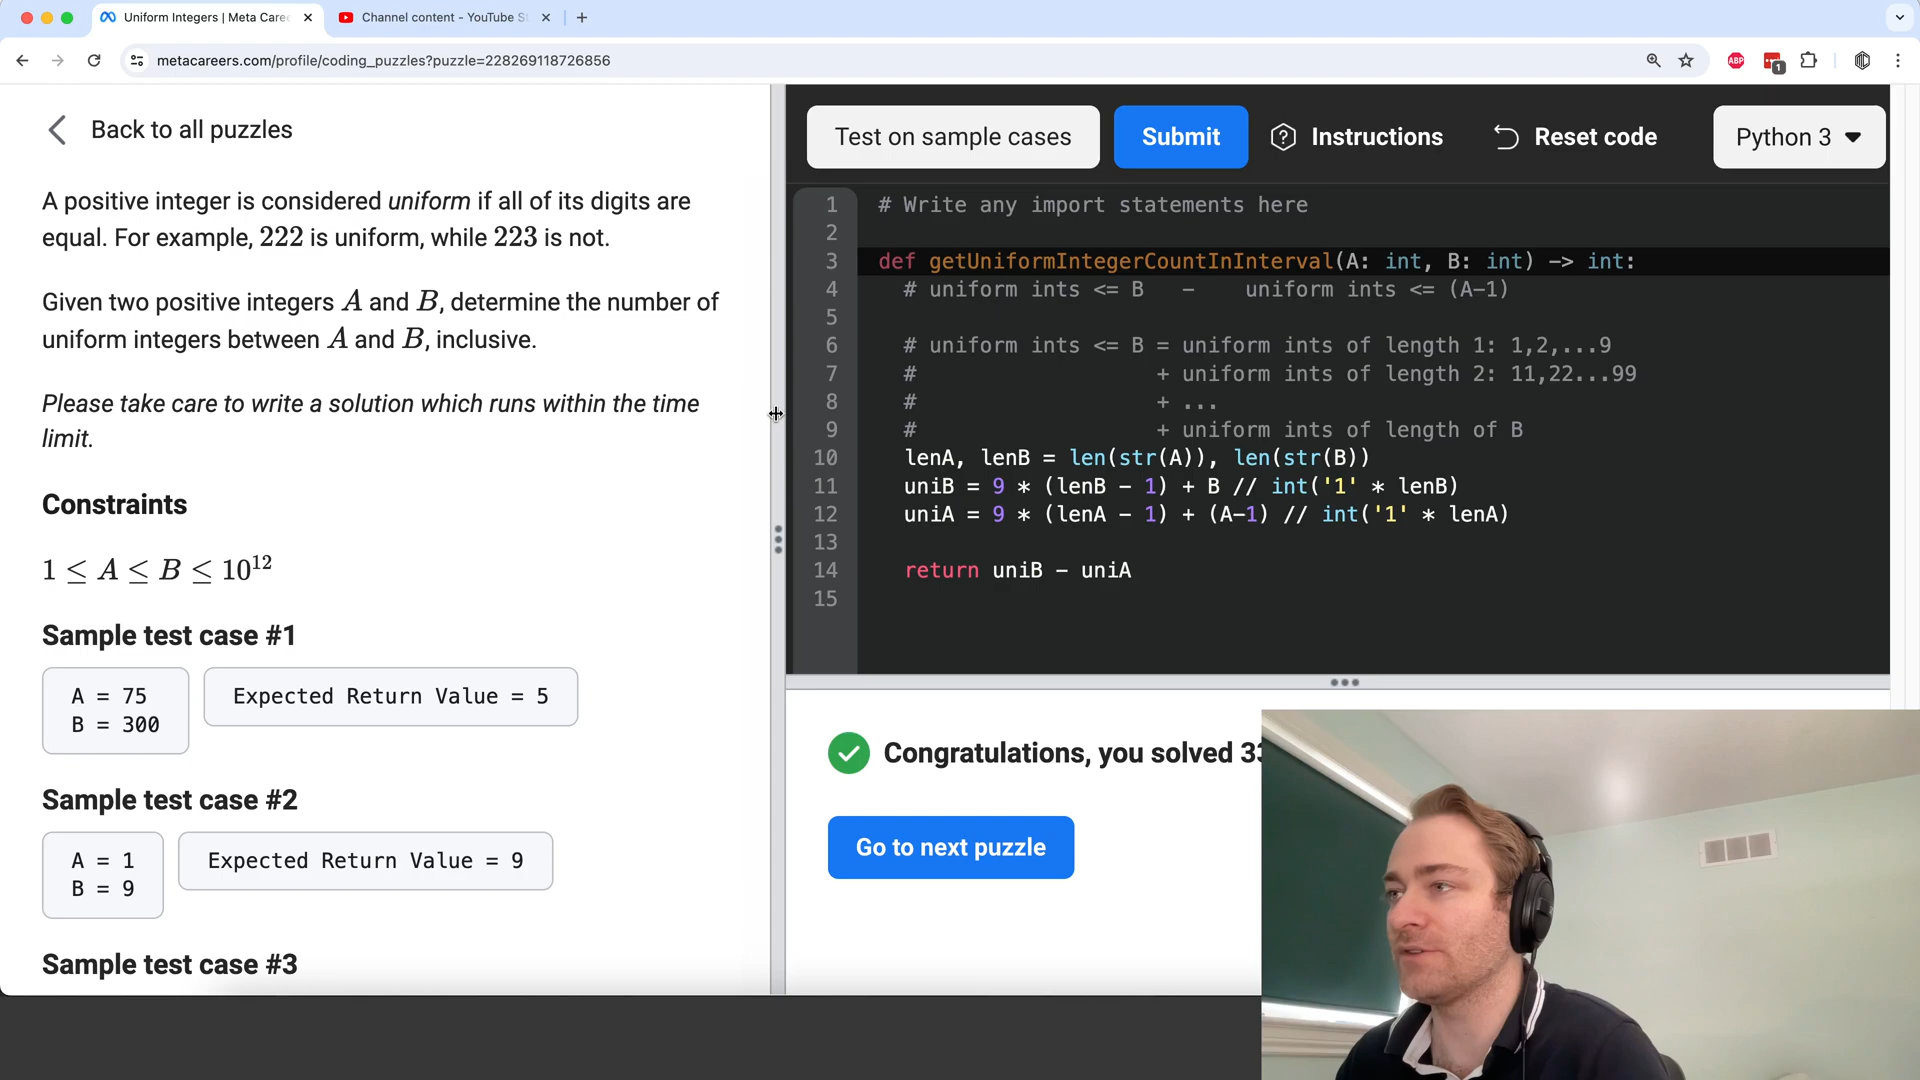 Uniform Integers | Meta Caree
Channel content - YouTube S
metacareers.com/profile/coding_puzzles?puzzle=228269118726856
ABP
1
Back to all puzzles
A positive integer is considered uniform if all of its digits are
equal. For example, 222 is uniform, while 223 is not.
Given two positive integers A and B, determine the number of
uniform integers between A and B, inclusive.
Please take care to write a solution which runs within the time
limit.
Constraints
1 ≤ A ≤ B ≤ 10¹²
Sample test case #1
A = 75
B = 300
Expected Return Value = 5
Sample test case #2
A = 1
B = 9
Expected Return Value = 9
Sample test case #3
Test on sample cases
Submit
Instructions
Reset code
Python 3
1 # Write any import statements here
2
3 def getUniformIntegerCountInInterval(A: int, B: int) -> int:
4 # uniform ints <= B - uniform ints <= (A-1)
5
6 # uniform ints <= B = uniform ints of length 1: 1,2,...9
7 # + uniform ints of length 2: 11,22...99
8 # + ...
9 # + uniform ints of length of B
10 lenA, lenB = len(str(A)), len(str(B))
11 uniB = 9 * (lenB - 1) + B // int('1' * lenB)
12 uniA = 9 * (lenA - 1) + (A-1) // int('1' * lenA)
13
14 return uniB - uniA
15
Congratulations, you solved 33
Go to next puzzle